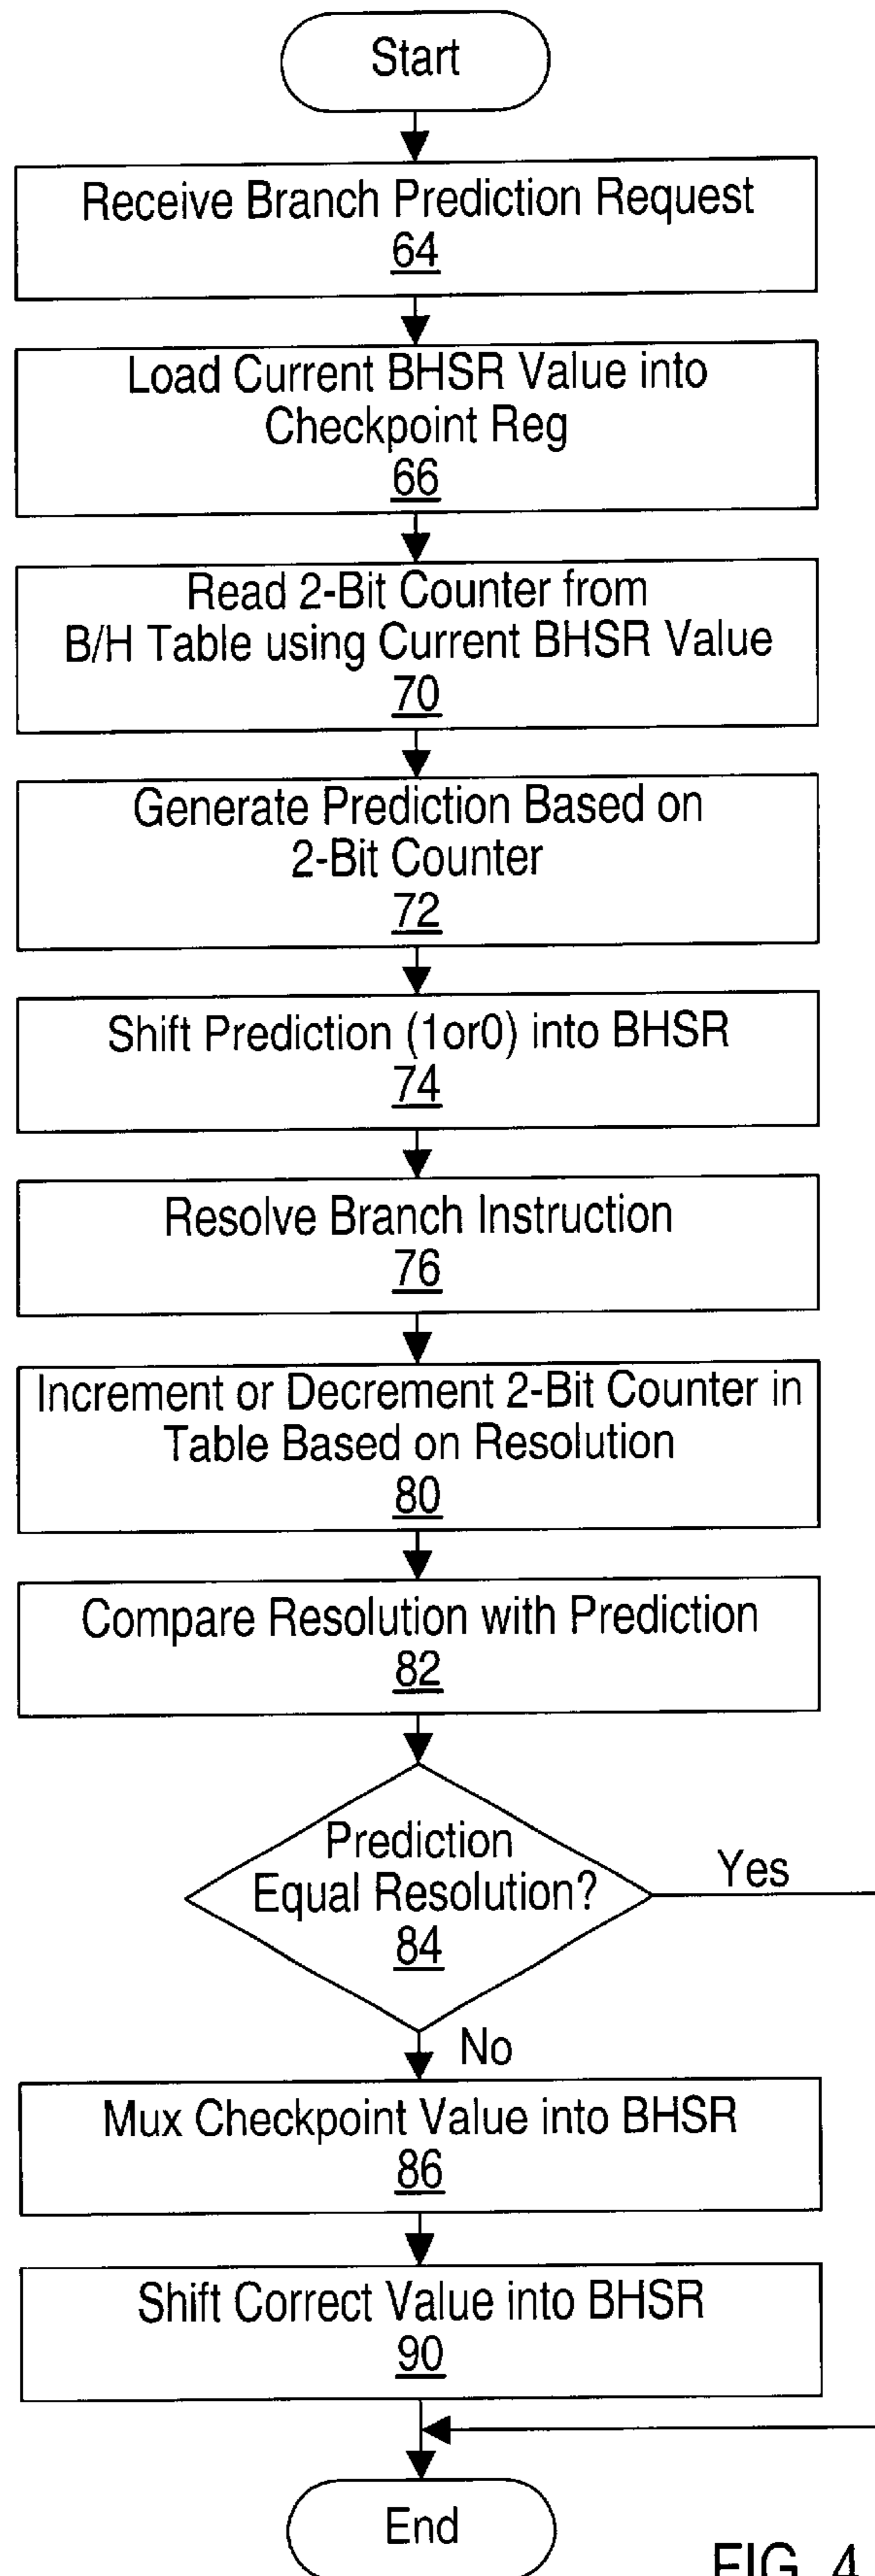 Start
Receive Branch Prediction Request
64
Load Current BHSR Value into
Checkpoint Reg
66
Read 2-Bit Counter from
B/H Table using Current BHSR Value
70
Generate Prediction Based on
2-Bit Counter
72
Shift Prediction (1or0) into BHSR
74
Resolve Branch Instruction
76
Increment or Decrement 2-Bit Counter in
Table Based on Resolution
80
Compare Resolution with Prediction
82
Prediction
Equal Resolution?
84
Yes
No
Mux Checkpoint Value into BHSR
86
Shift Correct Value into BHSR
90
End
FIG. 4